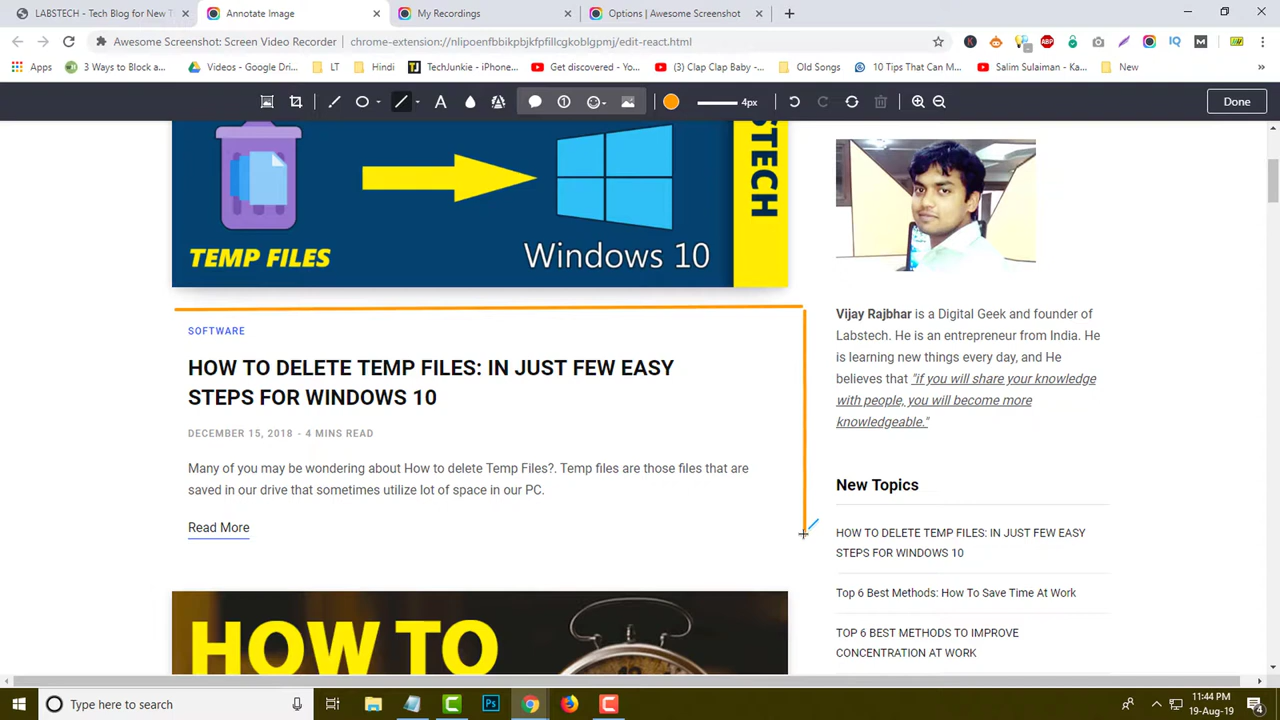 LABSTECH - Tech Blog for New T
Annotate Image
My Recordings
Options | Awesome Screenshot
Awesome Screenshot: Screen Video Recorder
chrome-extension://nlipoenfbbikpbjkfpfillcgkoblgpmj/edit-react.html
Apps
3 Ways to Block a
Videos - Google Dri...
LT
Hindi
TechJunkie - iPhone...
Get discovered - Yo...
(3) Clap Clap Baby -...
Old Songs
10 Tips That Can M...
Salim Sulaiman - Ka...
New
»
4px
Done
TEMP FILES
Windows 10
STECH
SOFTWARE
HOW TO DELETE TEMP FILES: IN JUST FEW EASY
STEPS FOR WINDOWS 10
DECEMBER 15, 2018 - 4 MINS READ
Many of you may be wondering about How to delete Temp Files?. Temp files are those files that are
saved in our drive that sometimes utilize lot of space in our PC.
Read More
HOW TO
Vijay Rajbhar is a Digital Geek and founder of
Labstech. He is an entrepreneur from India. He
is learning new things every day, and He
believes that "if you will share your knowledge
with people, you will become more
knowledgeable."
New Topics
HOW TO DELETE TEMP FILES: IN JUST FEW EASY
STEPS FOR WINDOWS 10
Top 6 Best Methods: How To Save Time At Work
TOP 6 BEST METHODS TO IMPROVE
CONCENTRATION AT WORK
Type here to search
11:44 PM
19-Aug-19